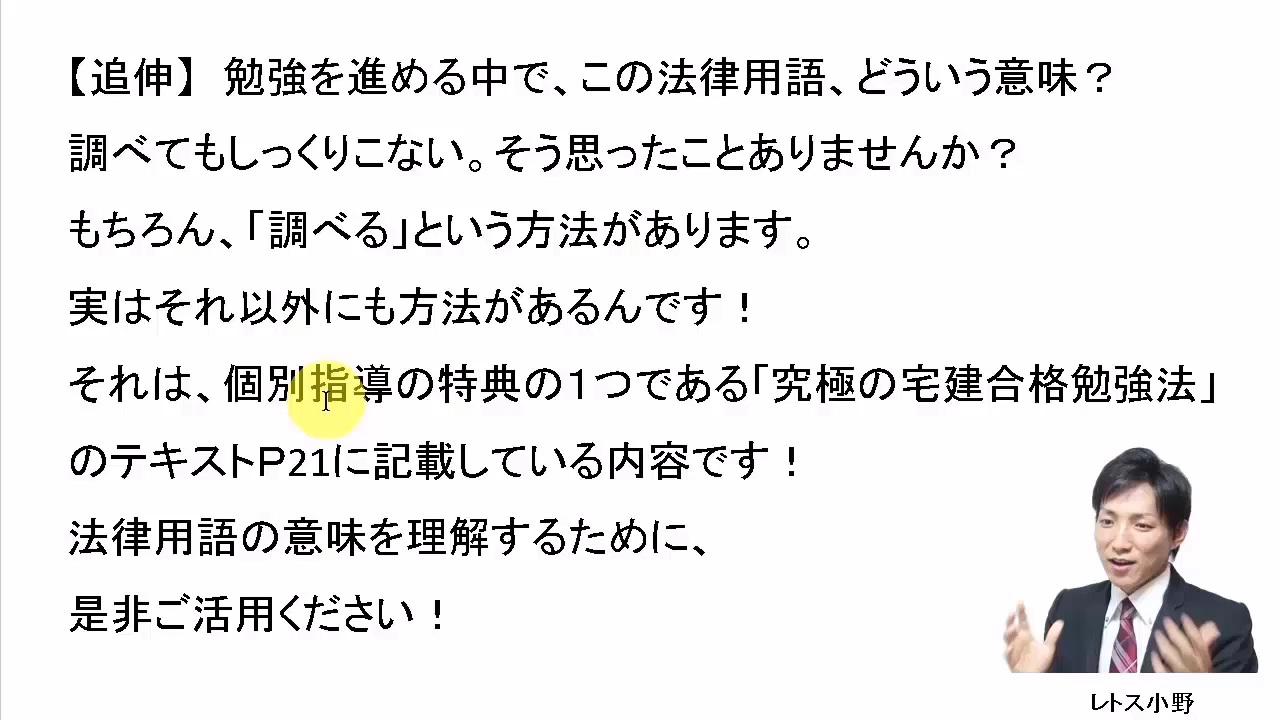 【追伸】 勉強を進める中で、この法律用語、どういう意味？
調べてもしっくりこない。そう思ったことありませんか？
もちろん、「調べる」という方法があります。
実はそれ以外にも方法があるんです！
それは、個別指導の特典の１つである「究極の宅建合格勉強法」
のテキストP21に記載している内容です！
法律用語の意味を理解するために、
是非ご活用ください！
レトス小野